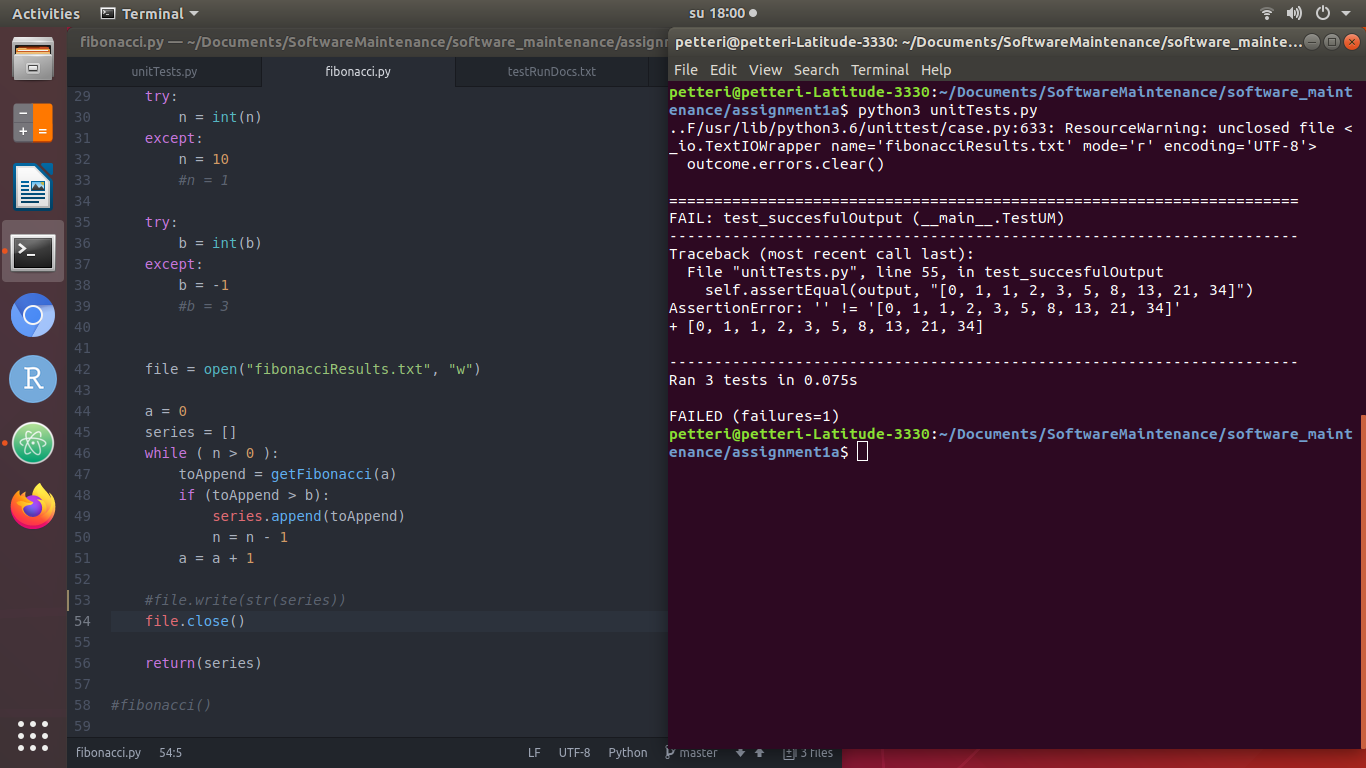 Activities Terminal su 18:00
fibonacci.py — ~/Documents/SoftwareMaintenance/software_maintenance/assignm
unitTests.py fibonacci.py testRunDocs.txt
29 try:
30 n = int(n)
31 except:
32 n = 10
33 #n = 1
34
35 try:
36 b = int(b)
37 except:
38 b = -1
39 #b = 3
40
41
42 file = open("fibonacciResults.txt", "w")
43
44 a = 0
45 series = []
46 while ( n > 0 ):
47 toAppend = getFibonacci(a)
48 if (toAppend > b):
49 series.append(toAppend)
50 n = n - 1
51 a = a + 1
52
53 #file.write(str(series))
54 file.close()
55
56 return(series)
57
58 #fibonacci()
59
fibonacci.py 54:5 LF UTF-8 Python master 3 files
petteri@petteri-Latitude-3330: ~/Documents/SoftwareMaintenance/software_mainte...
File Edit View Search Terminal Help
petteri@petteri-Latitude-3330:~/Documents/SoftwareMaintenance/software_maint
enance/assignment1a$ python3 unitTests.py
..F/usr/lib/python3.6/unittest/case.py:633: ResourceWarning: unclosed file <
_io.TextIOWrapper name='fibonacciResults.txt' mode='r' encoding='UTF-8'>
outcome.errors.clear()
======================================================================
FAIL: test_succesfulOutput (__main__.TestUM)
----------------------------------------------------------------------
Traceback (most recent call last):
File "unitTests.py", line 55, in test_succesfulOutput
self.assertEqual(output, "[0, 1, 1, 2, 3, 5, 8, 13, 21, 34]")
AssertionError: '' != '[0, 1, 1, 2, 3, 5, 8, 13, 21, 34]'
+ [0, 1, 1, 2, 3, 5, 8, 13, 21, 34]
----------------------------------------------------------------------
Ran 3 tests in 0.075s
FAILED (failures=1)
petteri@petteri-Latitude-3330:~/Documents/SoftwareMaintenance/software_maint
enance/assignment1a$
R